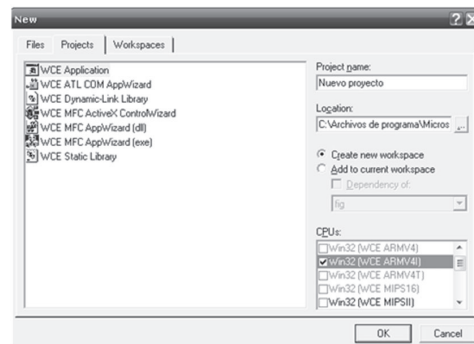 New
Files
Projects
Workspaces
WCE Application
WCE ATL COM AppWizard
WCE Dynamic-Link Library
WCE MFC ActiveX ControlWizard
WCE MFC AppWizard (dll)
WCE MFC AppWizard (exe)
WCE Static Library
Project name:
Nuevo proyecto
Location:
C:\Archivos de programa\Micros
...
Create new workspace
Add to current workspace
Dependency of:
fig
CPUs:
Win32 (WCE ARMV4)
Win32 (WCE ARMV4I)
Win32 (WCE ARMV4T)
Win32 (WCE MIPS16)
Win32 (WCE MIPSII)
OK
Cancel